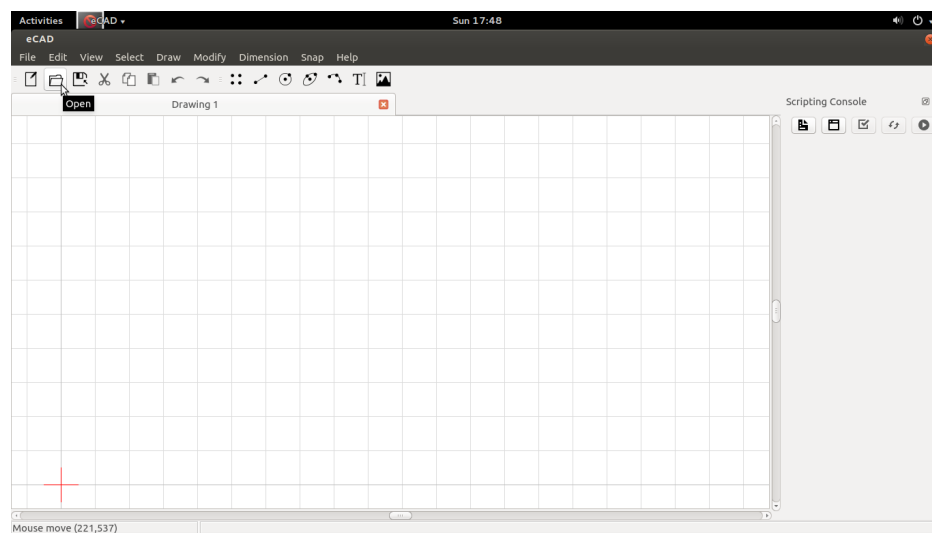 Activities eCAD Sun 17:48
eCAD
File Edit View Select Draw Modify Dimension Snap Help
T
Open Drawing 1 Scripting Console
Mouse move (221,537)